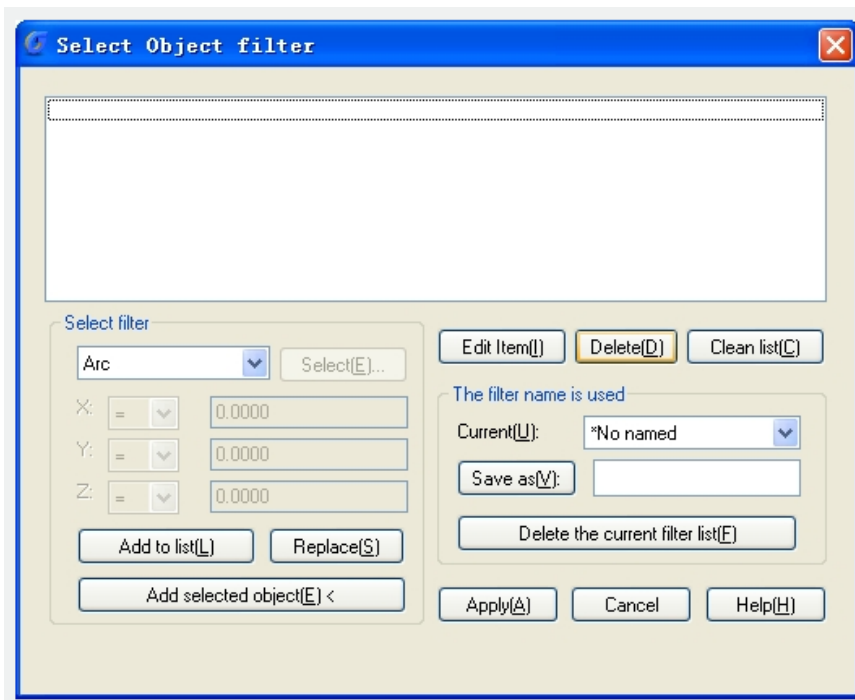 Select Object filter
Select filter
Arc
Select(E)...
X: = 0.0000
Y: = 0.0000
Z: = 0.0000
Add to list(L) Replace(S)
Add selected object(E) <
Edit Item(I) Delete(D) Clean list(C)
The filter name is used
Current(U): *No named
Save as(V):
Delete the current filter list(F)
Apply(A) Cancel Help(H)